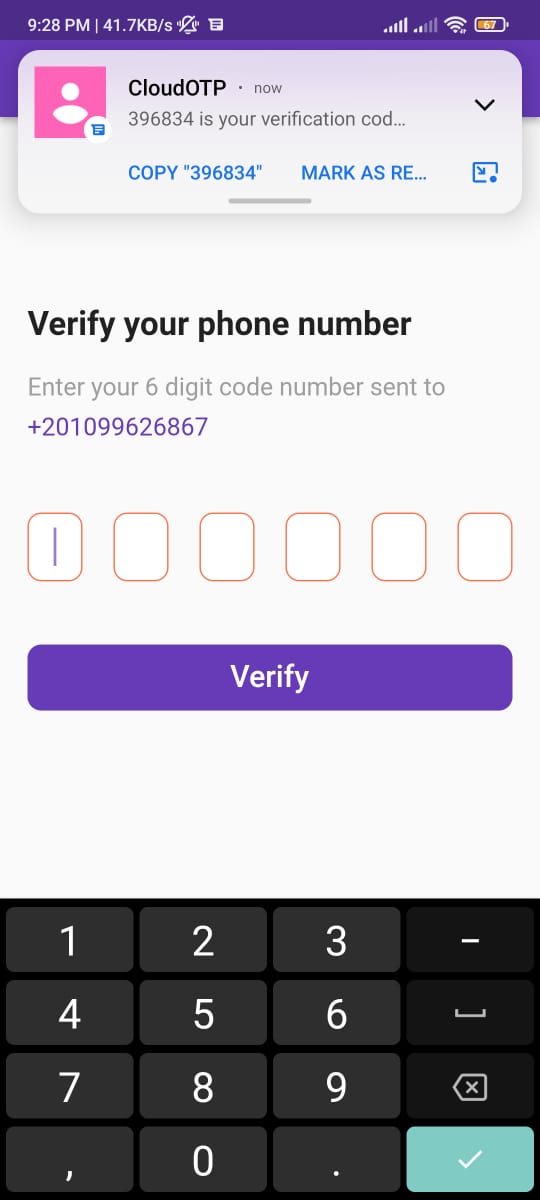 9:28 PM | 41.7KB/s
67
CloudOTP · now
396834 is your verification cod...
COPY "396834" MARK AS RE...
Verify your phone number
Enter your 6 digit code number sent to
+201099626867
Verify
1 2 3 –
4 5 6
7 8 9
, 0 .